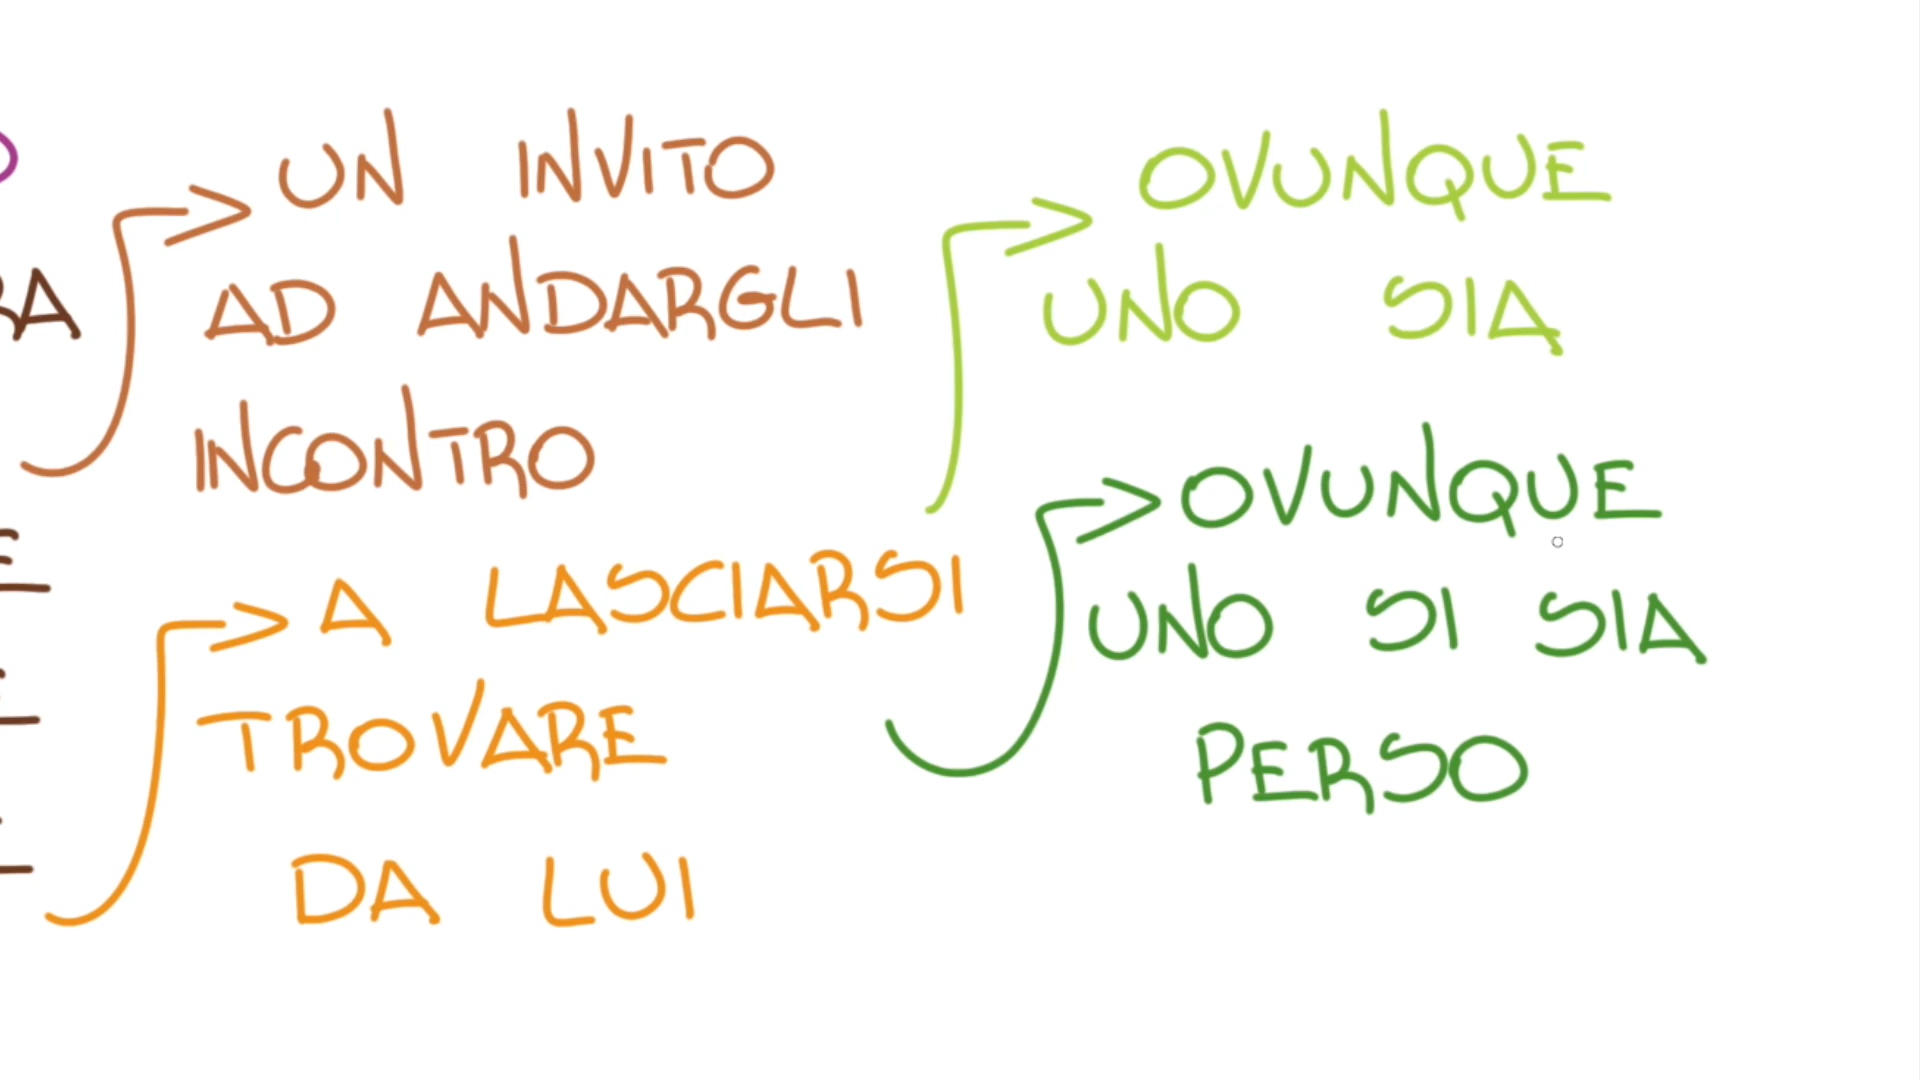 UN INVITO
AD ANDARGLI
INCONTRO
A LASCIARSI
TROVARE
DA LUI
OVUNQUE
UNO SIA
OVUNQUE
UNO SI SIA
PERSO